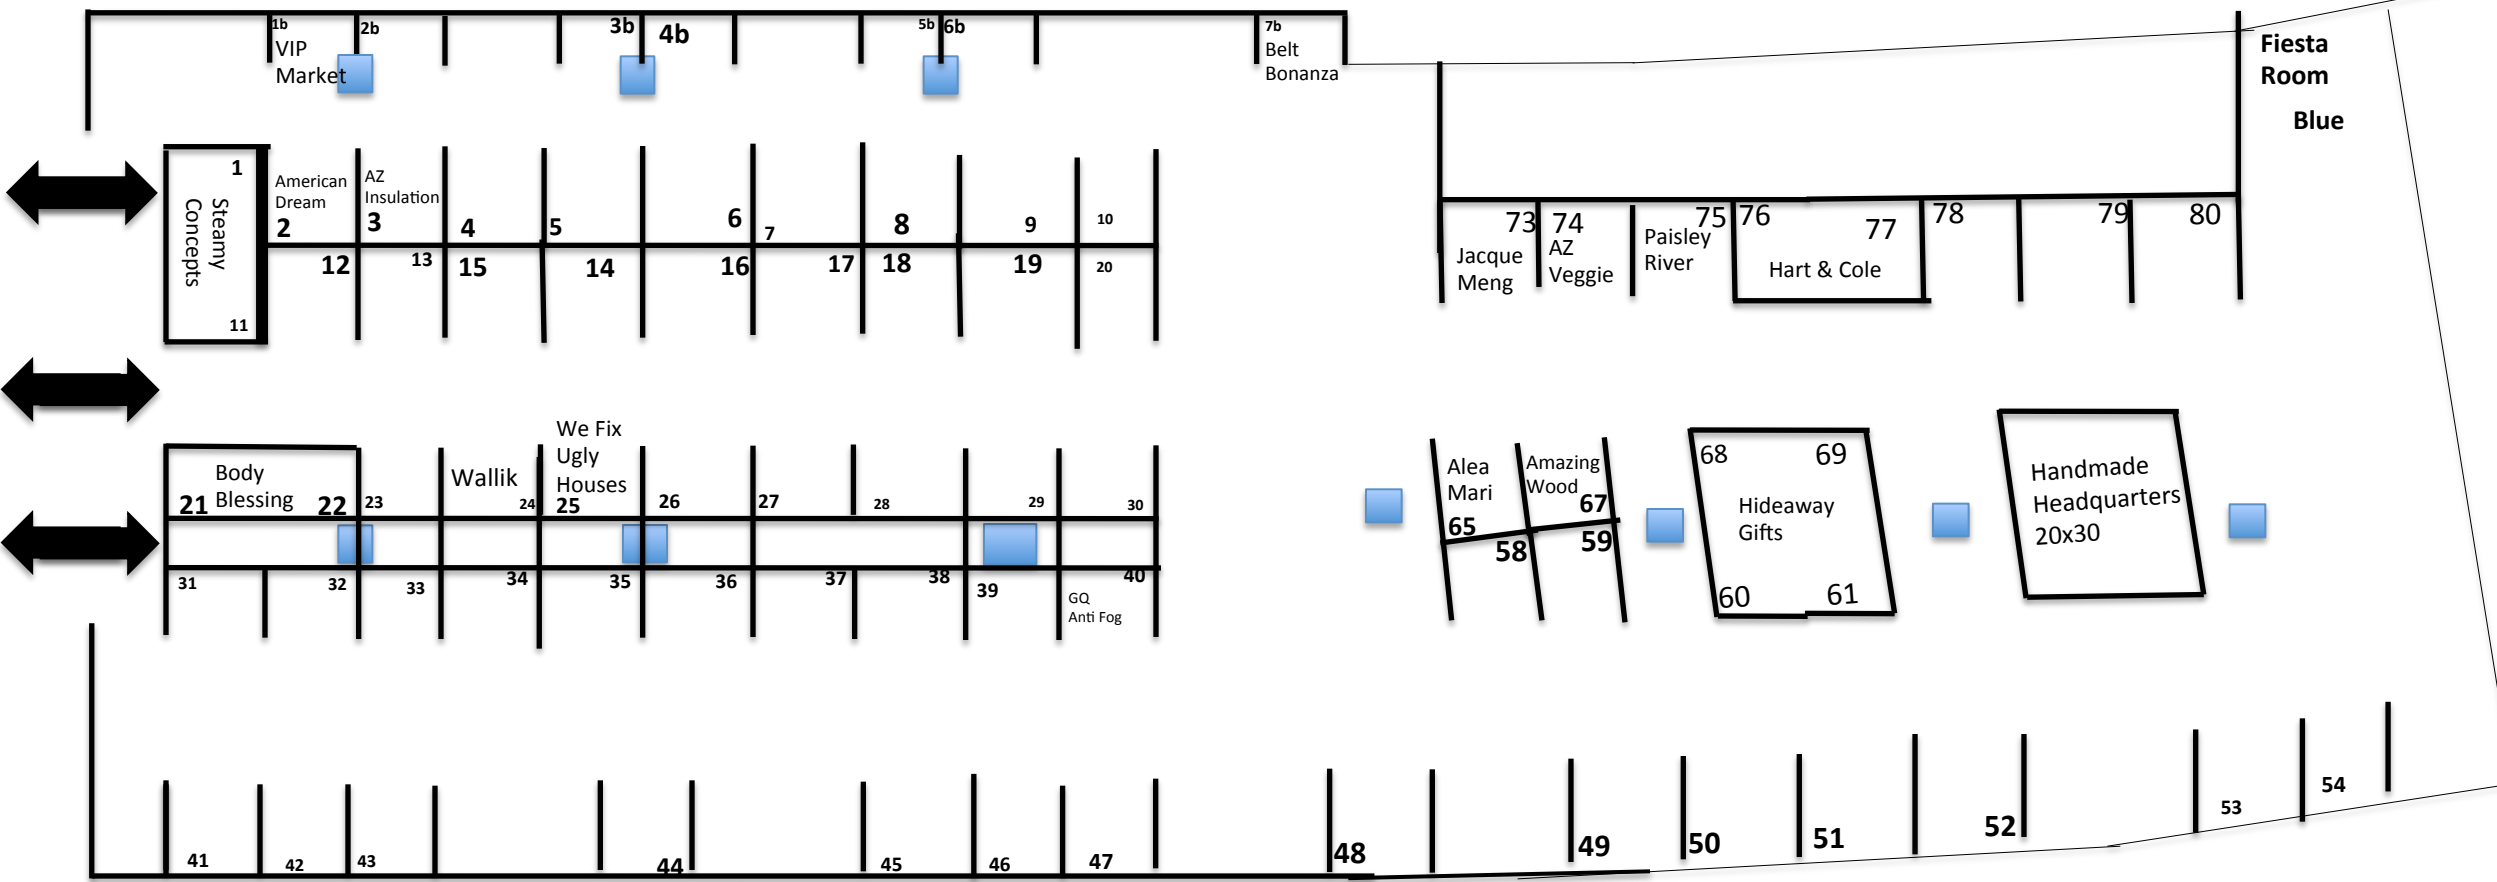 1b
2b
3b
4b
5b
6b
7b
VIP
Market
Belt
Bonanza
Fiesta
Room
Blue
1
Steamy
Concepts
11
American
Dream
2
AZ
Insulation
3
4
5
6
7
8
9
10
12
13
15
14
16
17
18
19
20
73
Jacque
Meng
74
AZ
Veggie
75
Paisley
River
76
77
Hart & Cole
78
79
80
Body
Blessing
21
22
23
Wallik
24
We Fix
Ugly
Houses
25
26
27
28
29
30
31
32
33
34
35
36
37
38
39
40
GQ
Anti Fog
Alea
Mari
65
Amazing
Wood
67
58
59
68
69
Hideaway
Gifts
60
61
Handmade
Headquarters
20x30
41
42
43
44
45
46
47
48
49
50
51
52
53
54